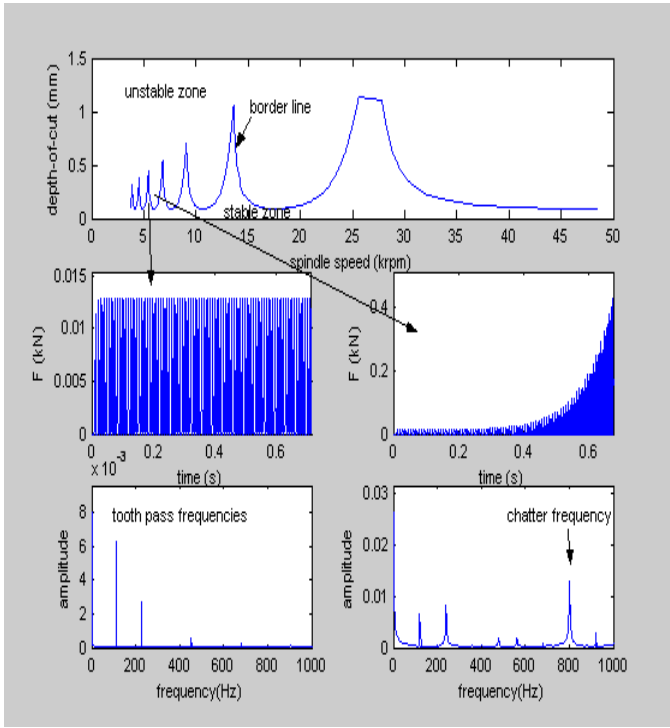 1.5
1
0.5
0
depth-of-cut (mm)
unstable zone
border line
stable zone
0 5 10 15 20 25 30 35 40 45 50
spindle speed (krpm)
0.015
0.01
0.005
0
F (kN)
0 0.2 0.4 0.6
time (s)
0.4
0.2
0
F (kN)
0 0.2 0.4 0.6
time (s)
x 10⁻³
8
6
4
2
0
amplitude
tooth pass frequencies
0 200 400 600 800 1000
frequency(Hz)
0.03
0.02
0.01
0
amplitude
chatter frequency
0 200 400 600 800 1000
frequency(Hz)